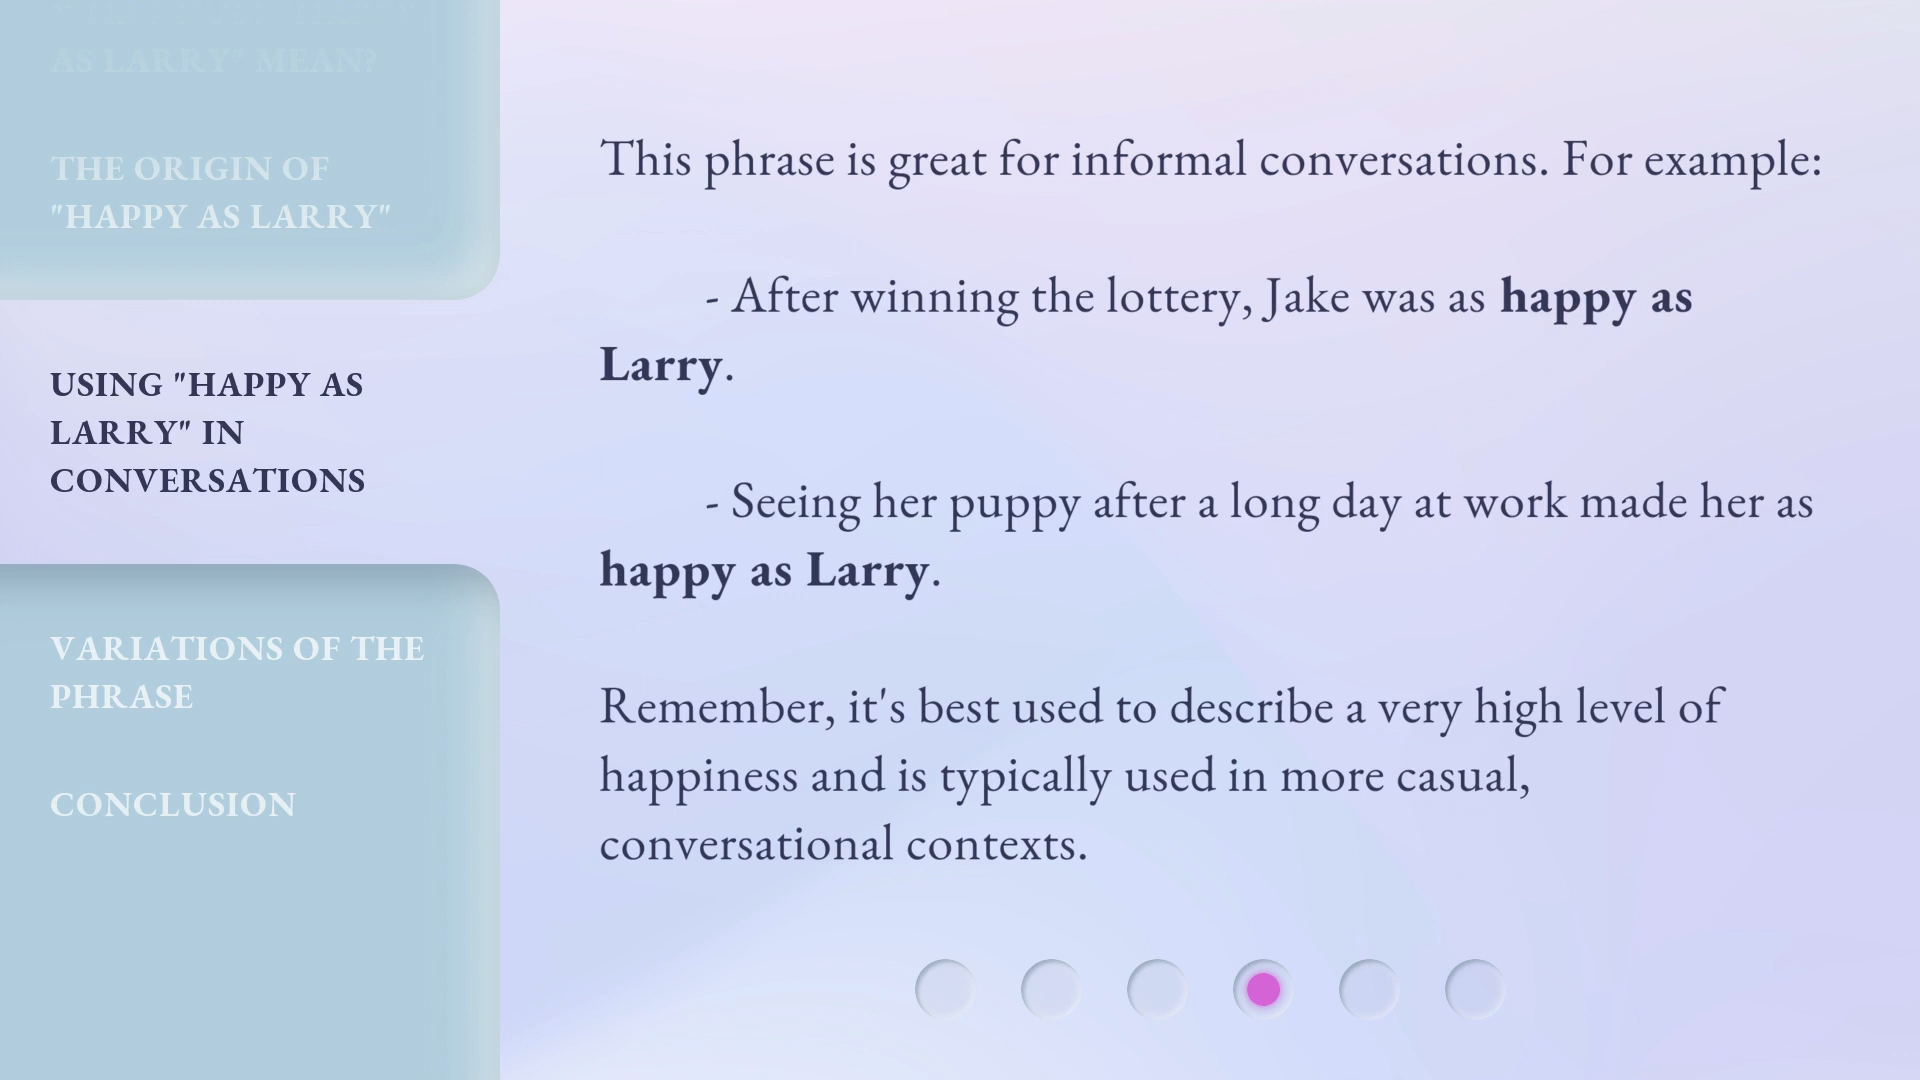 AS LARRY" MEAN?
THE ORIGIN OF
"HAPPY AS LARRY"
USING "HAPPY AS
LARRY" IN
CONVERSATIONS
VARIATIONS OF THE
PHRASE
CONCLUSION
This phrase is great for informal conversations. For example:
- After winning the lottery, Jake was as happy as
Larry.
- Seeing her puppy after a long day at work made her as
happy as Larry.
Remember, it's best used to describe a very high level of
happiness and is typically used in more casual,
conversational contexts.